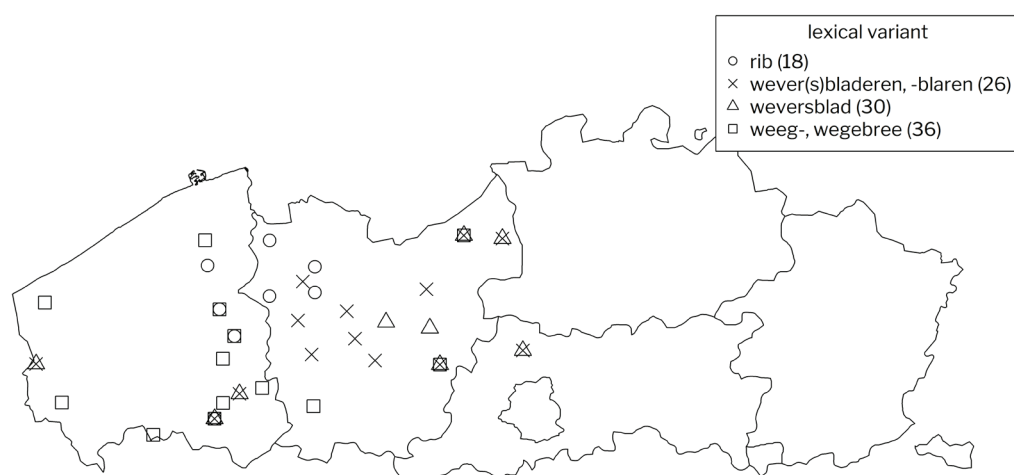 lexical variant
rib (18)
wever(s)bladeren, -blaren (26)
weversblad (30)
weeg-, wegebree (36)